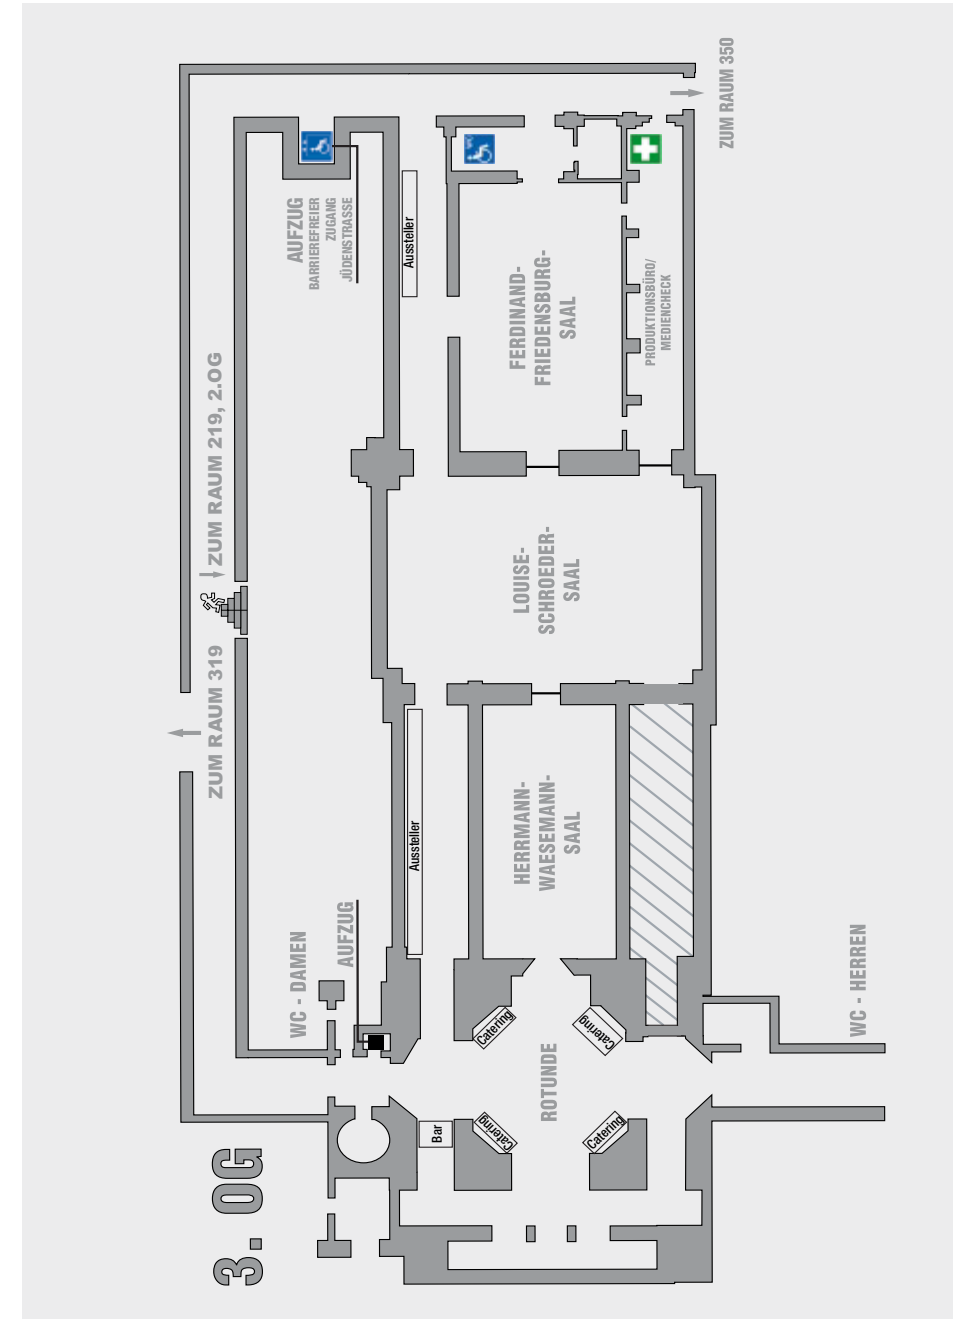 3. OG
WC - DAMEN
AUFZUG
ZUM RAUM 319
ZUM RAUM 219, 2.OG
AUFZUG
BARRIEREFREIER
ZUGANG
JÜDENSTRASSE
Aussteller
Aussteller
Bar
Catering
Catering
Catering
Catering
ROTUNDE
HERRMANN-
WAESEMANN-
SAAL
LOUISE-
SCHROEDER-
SAAL
FERDINAND-
FRIEDENSBURG-
SAAL
WC
PRODUKTIONSBÜRO/
MEDIENCHECK
ZUM RAUM 350
WC - HERREN